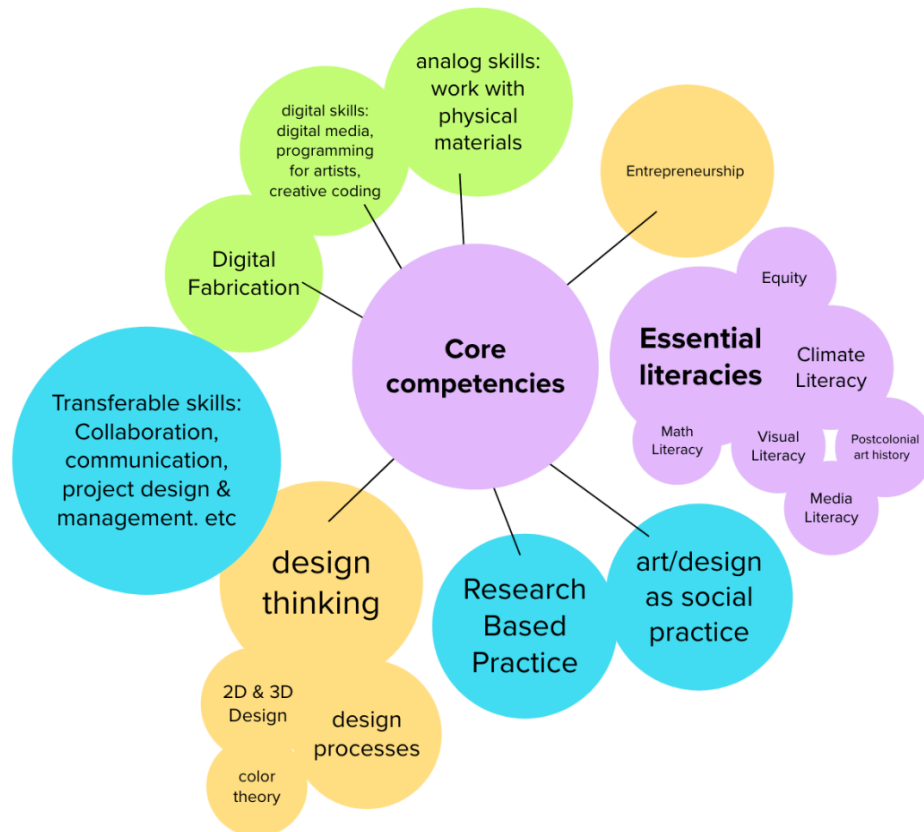 analog skills:
work with
physical
materials
digital skills:
digital media,
programming
for artists,
creative coding
Entrepreneurship
Digital
Fabrication
Equity
Essential
literacies
Climate
Literacy
Core
competencies
Math
Literacy
Visual
Literacy
Postcolonial
art history
Media
Literacy
Transferable skills:
Collaboration,
communication,
project design &
management. etc
design
thinking
Research
Based
Practice
art/design
as social
practice
2D & 3D
Design
design
processes
color
theory